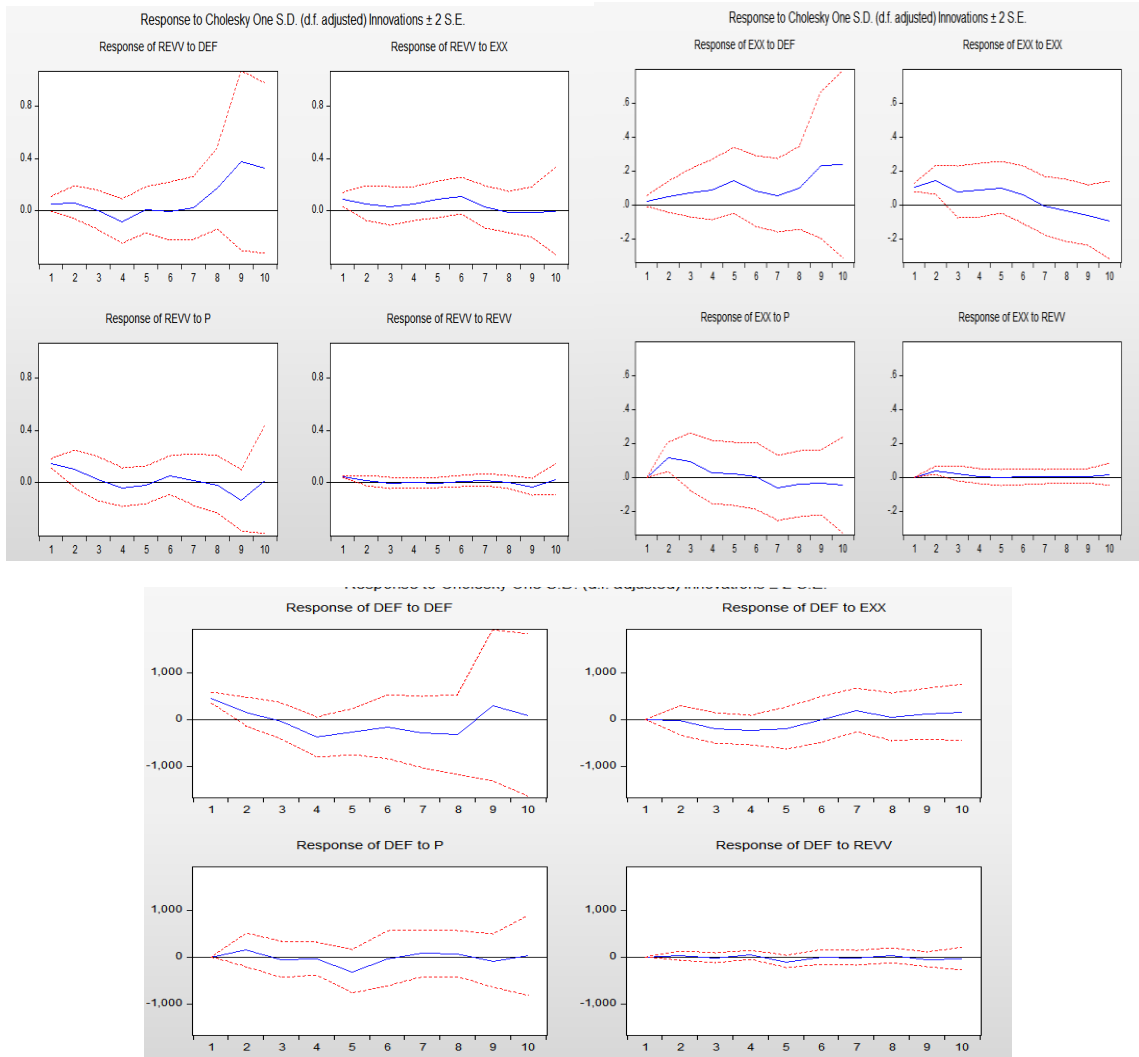 Response to Cholesky One S.D. (d.f. adjusted) Innovations ± 2 S.E.
Response of REVV to DEF
Response of REVV to EXX
0.8
0.4
0.0
1 2 3 4 5 6 7 8 9 10
1 2 3 4 5 6 7 8 9 10
0.8
0.4
0.0
Response of REVV to P
Response of REVV to REVV
0.8
0.4
0.0
1 2 3 4 5 6 7 8 9 10
0.8
0.4
0.0
1 2 3 4 5 6 7 8 9 10
Response to Cholesky One S.D. (d.f. adjusted) Innovations ± 2 S.E.
Response of EXX to DEF
Response of EXX to EXX
.6
.4
.2
.0
-.2
1 2 3 4 5 6 7 8 9 10
.6
.4
.2
.0
-.2
1 2 3 4 5 6 7 8 9 10
Response of EXX to P
Response of EXX to REVV
.6
.4
.2
.0
-.2
1 2 3 4 5 6 7 8 9 10
.6
.4
.2
.0
-.2
1 2 3 4 5 6 7 8 9 10
Response to Cholesky One S.D. (d.f. adjusted) Innovations ± 2 S.E.
Response of DEF to DEF
Response of DEF to EXX
1,000
0
-1,000
1 2 3 4 5 6 7 8 9 10
1,000
0
-1,000
1 2 3 4 5 6 7 8 9 10
Response of DEF to P
Response of DEF to REVV
1,000
0
-1,000
1 2 3 4 5 6 7 8 9 10
1,000
0
-1,000
1 2 3 4 5 6 7 8 9 10